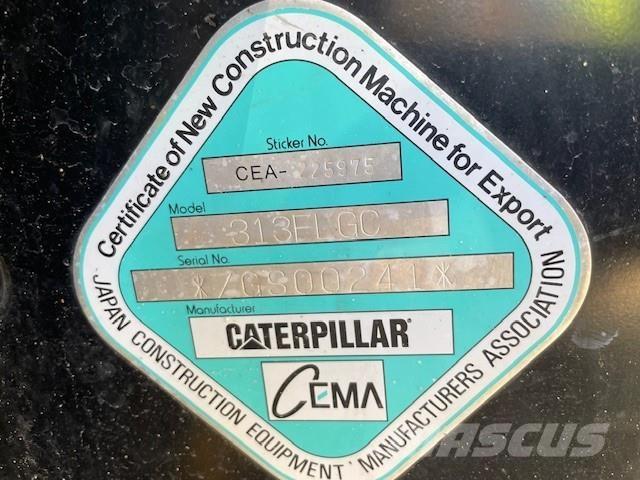 Certificate of New Construction Machine for Export
Sticker No.
CEA-225975
Model
313FLGC
Serial No.
Manufacturer
CATERPILLAR
CEMA
JAPAN CONSTRUCTION EQUIPMENT MANUFACTURERS ASSOCIATION
ASCUS